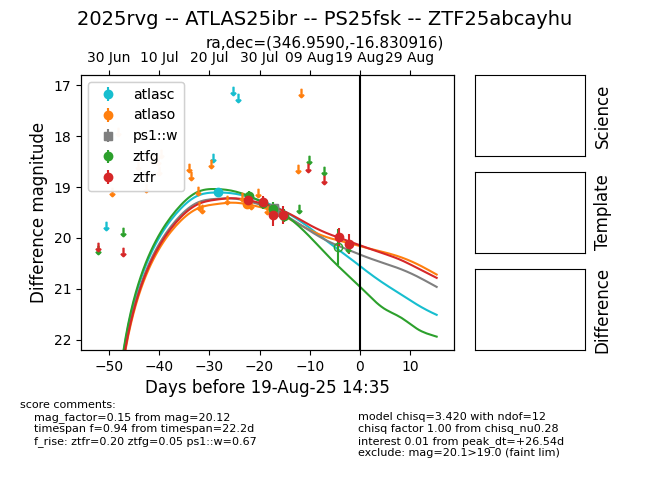 2025rvg -- ATLAS25ibr -- PS25fsk -- ZTF25abcayhu
ra,dec=(346.9590,-16.830916)
30 Jun 10 Jul 20 Jul 30 Jul 09 Aug 19 Aug 29 Aug
17
18
19
20
21
22
Difference magnitude
atlasc
atlaso
ps1::w
ztfg
ztfr
−50 −40 −30 −20 −10 0 10
Days before 19-Aug-25 14:35
Science
Template
Difference
score comments:
mag_factor=0.15 from mag=20.12
timespan f=0.94 from timespan=22.2d
f_rise: ztfr=0.20 ztfg=0.05 ps1::w=0.67
model chisq=3.420 with ndof=12
chisq factor 1.00 from chisq_nu0.28
interest 0.01 from peak_dt=+26.54d
exclude: mag=20.1>19.0 (faint lim)